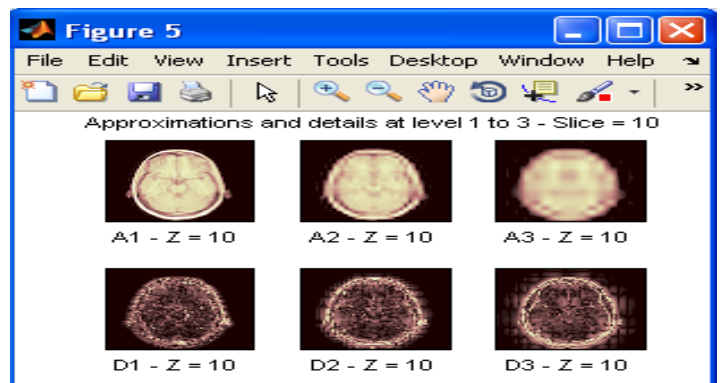 Figure 5
File Edit View Insert Tools Desktop Window Help
Approximations and details at level 1 to 3 - Slice = 10
A1 - Z = 10 A2 - Z = 10 A3 - Z = 10
D1 - Z = 10 D2 - Z = 10 D3 - Z = 10